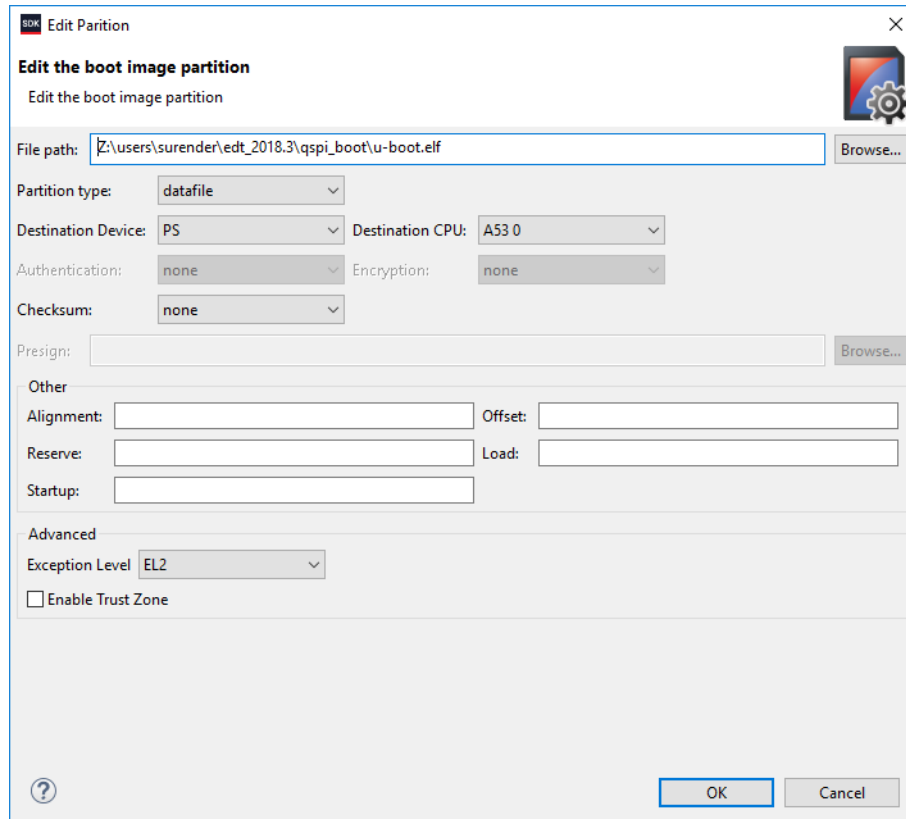 SDK Edit Parition
Edit the boot image partition
Edit the boot image partition
File path: Z:\users\surender\edt_2018.3\qspi_boot\u-boot.elf Browse...
Partition type: datafile
Destination Device: PS Destination CPU: A53 0
Authentication: none Encryption: none
Checksum: none
Presign: Browse...
Other
Alignment: Offset:
Reserve: Load:
Startup:
Advanced
Exception Level EL2
Enable Trust Zone
? OK Cancel